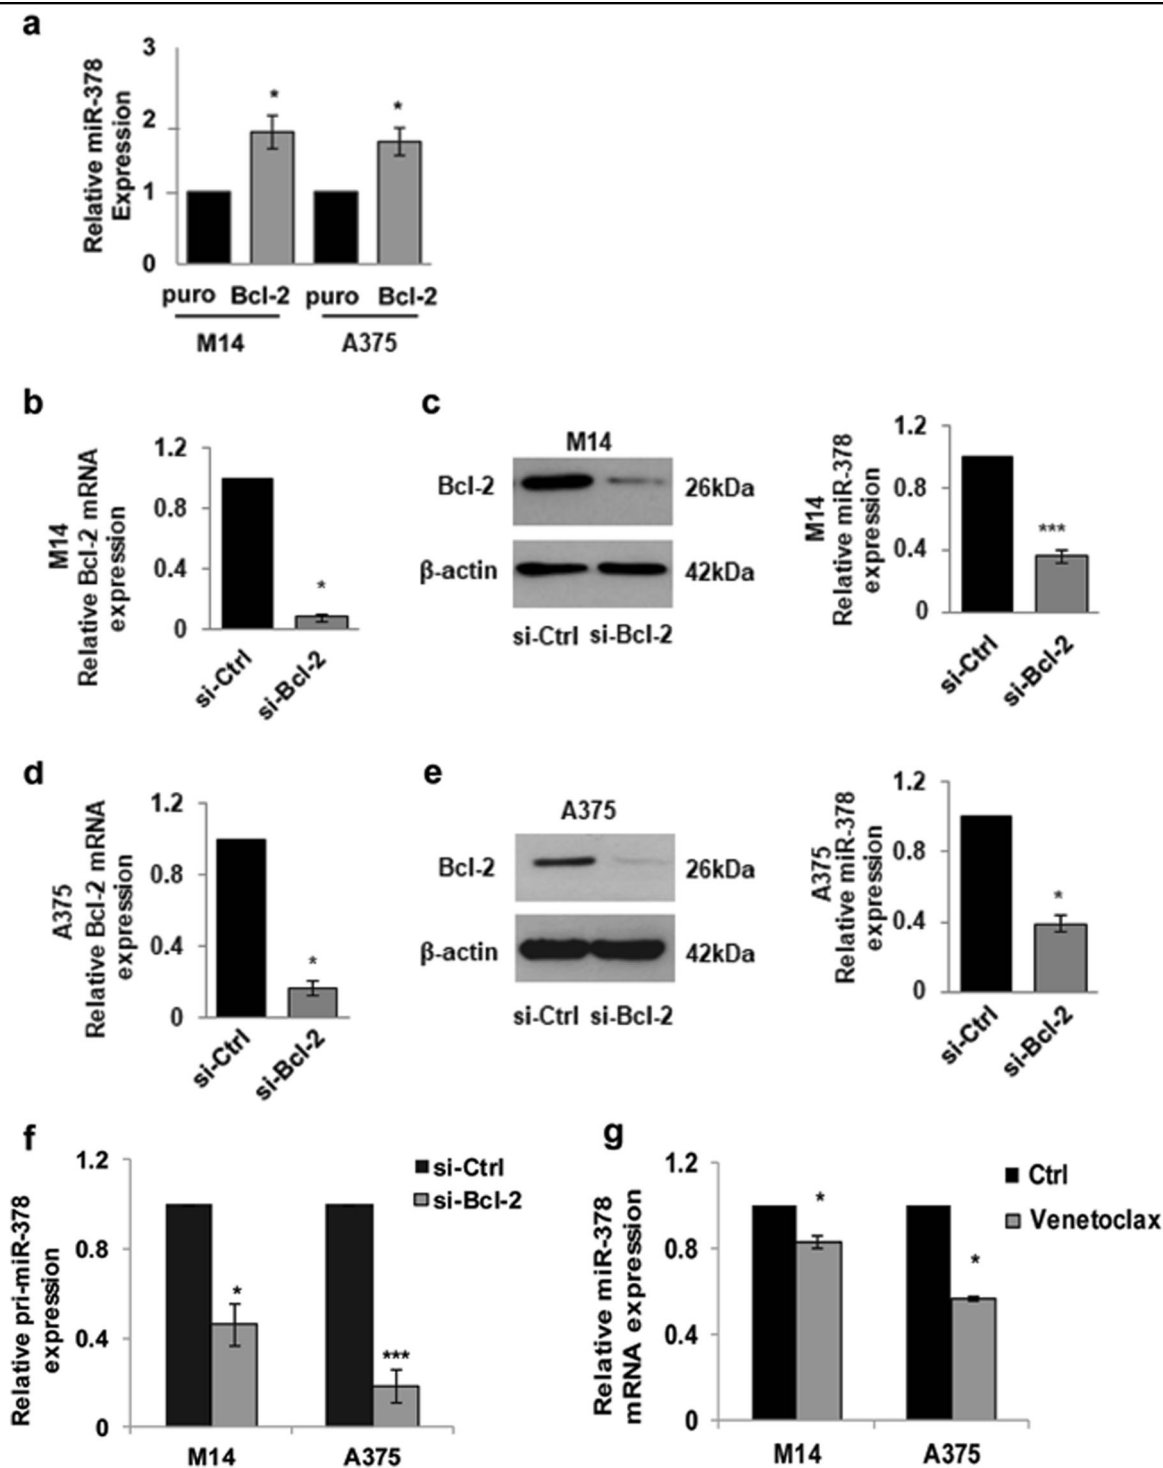 a
Relative miR-378
Expression
3
2
1
0
*
*
puro Bcl-2 puro Bcl-2
M14 A375
b
M14
Relative Bcl-2 mRNA
expression
1.2
0.8
0.4
0
*
si-Ctrl
si-Bcl-2
c
M14
Bcl-2
26kDa
β-actin
42kDa
si-Ctrl si-Bcl-2
M14
Relative miR-378
expression
1.2
0.8
0.4
0
***
si-Ctrl
si-Bcl-2
d
A375
Relative Bcl-2 mRNA
expression
1.2
0.8
0.4
0
*
si-Ctrl
si-Bcl-2
e
A375
Bcl-2
26kDa
β-actin
42kDa
si-Ctrl si-Bcl-2
A375
Relative miR-378
expression
1.2
0.8
0.4
0
*
si-Ctrl
si-Bcl-2
f
Relative pri-miR-378
expression
1.2
0.8
0.4
0
*
***
si-Ctrl
si-Bcl-2
M14 A375
g
Relative miR-378
mRNA expression
1.2
0.8
0.4
0
*
*
Ctrl
Venetoclax
M14 A375